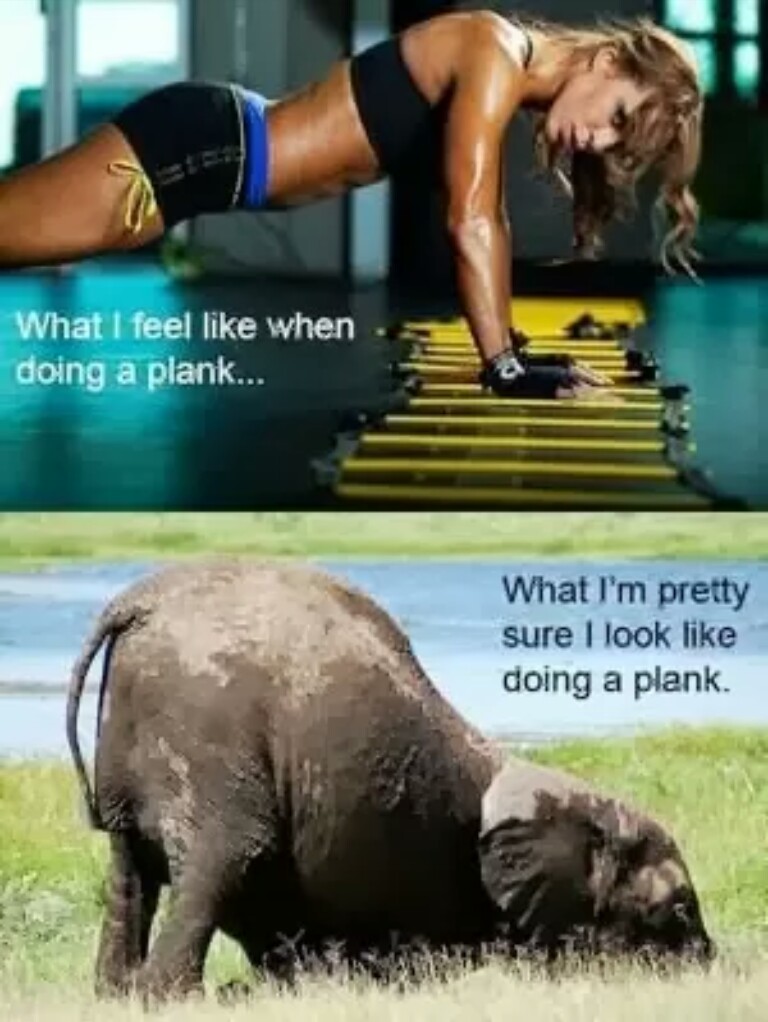 What I feel like when
doing a plank...
What I'm pretty
sure I look like
doing a plank.